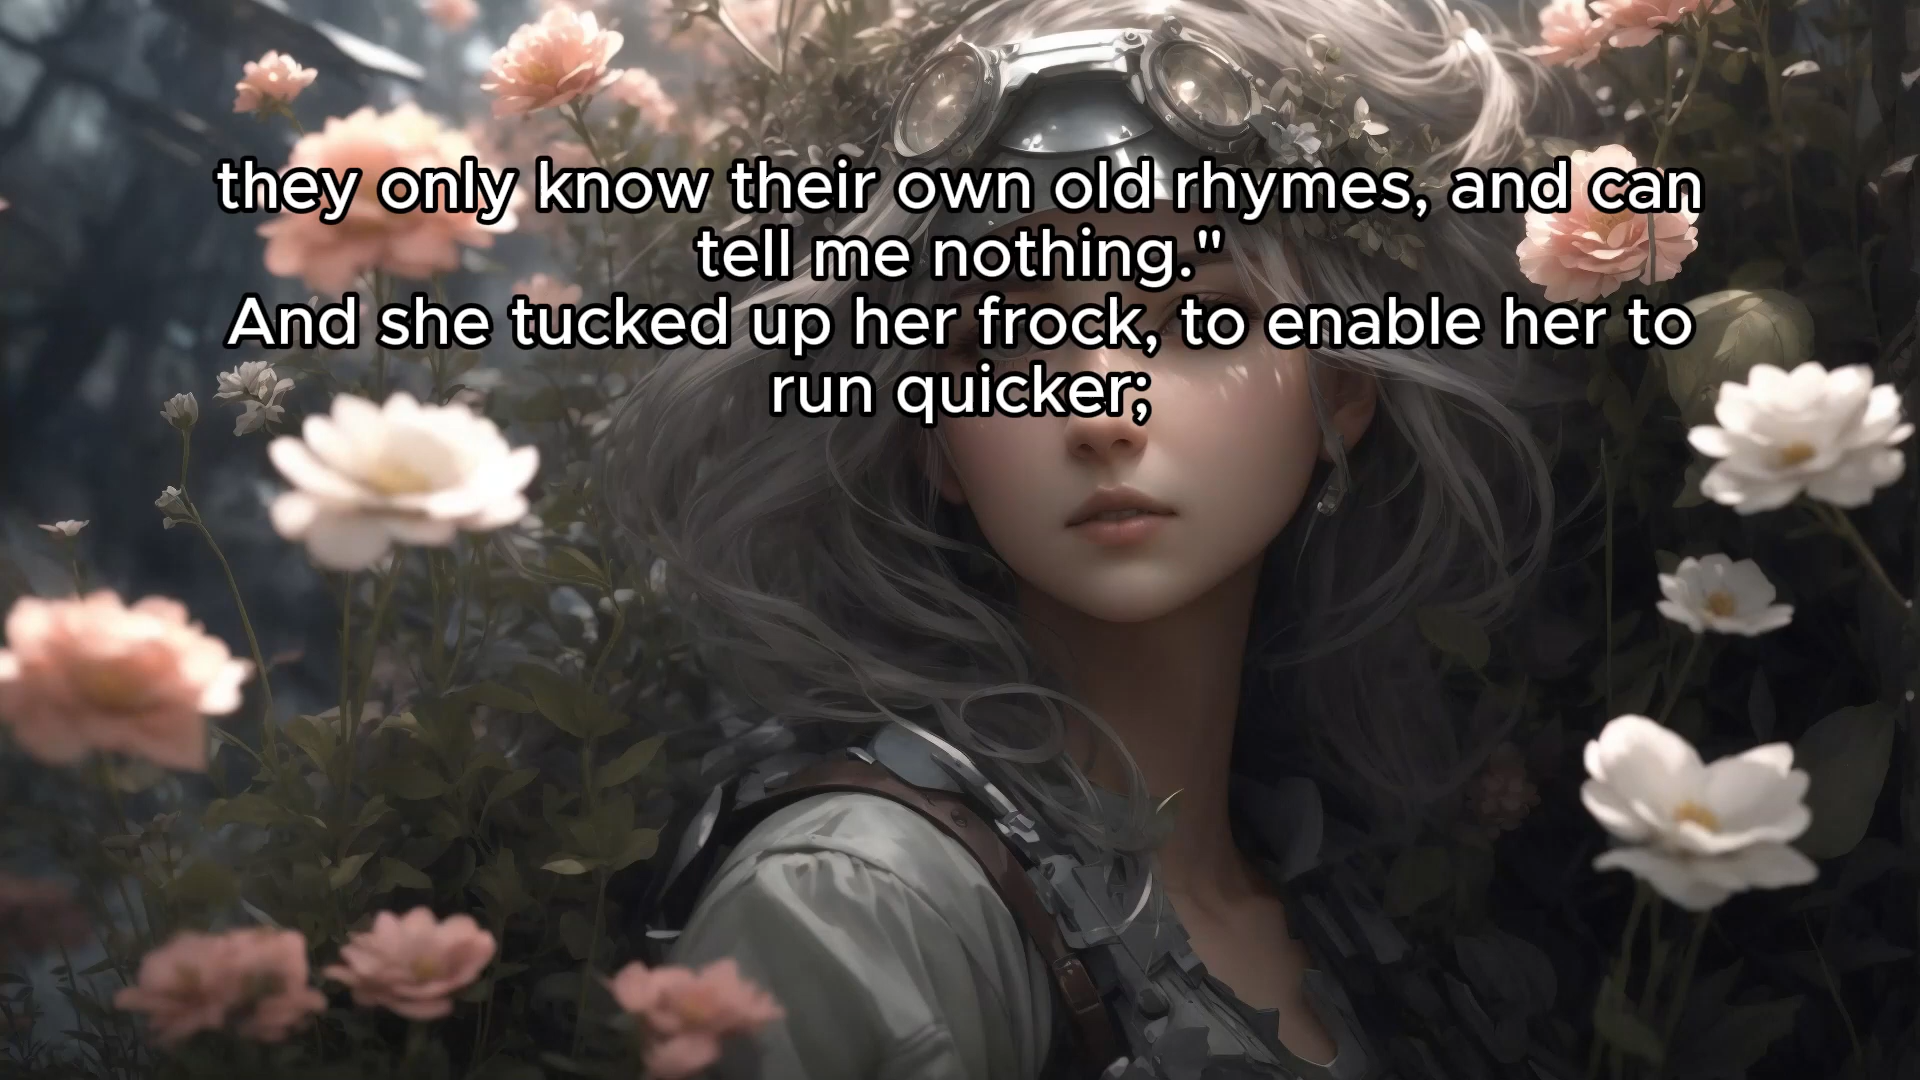 they only know their own old rhymes, and can
tell me nothing."
And she tucked up her frock, to enable her to
run quicker;